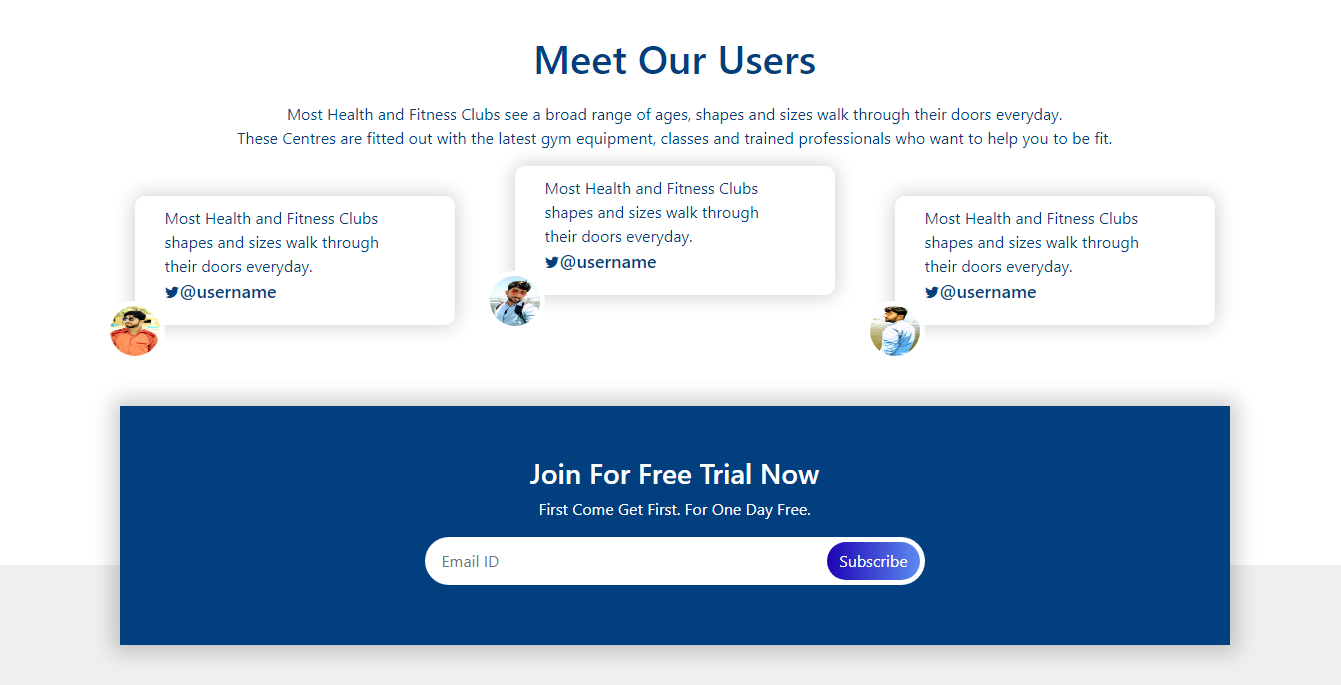 Meet Our Users
Most Health and Fitness Clubs see a broad range of ages, shapes and sizes walk through their doors everyday.
These Centres are fitted out with the latest gym equipment, classes and trained professionals who want to help you to be fit.
Most Health and Fitness Clubs
shapes and sizes walk through
their doors everyday.
@username
Most Health and Fitness Clubs
shapes and sizes walk through
their doors everyday.
@username
Most Health and Fitness Clubs
shapes and sizes walk through
their doors everyday.
@username
Join For Free Trial Now
First Come Get First. For One Day Free.
Email ID
Subscribe